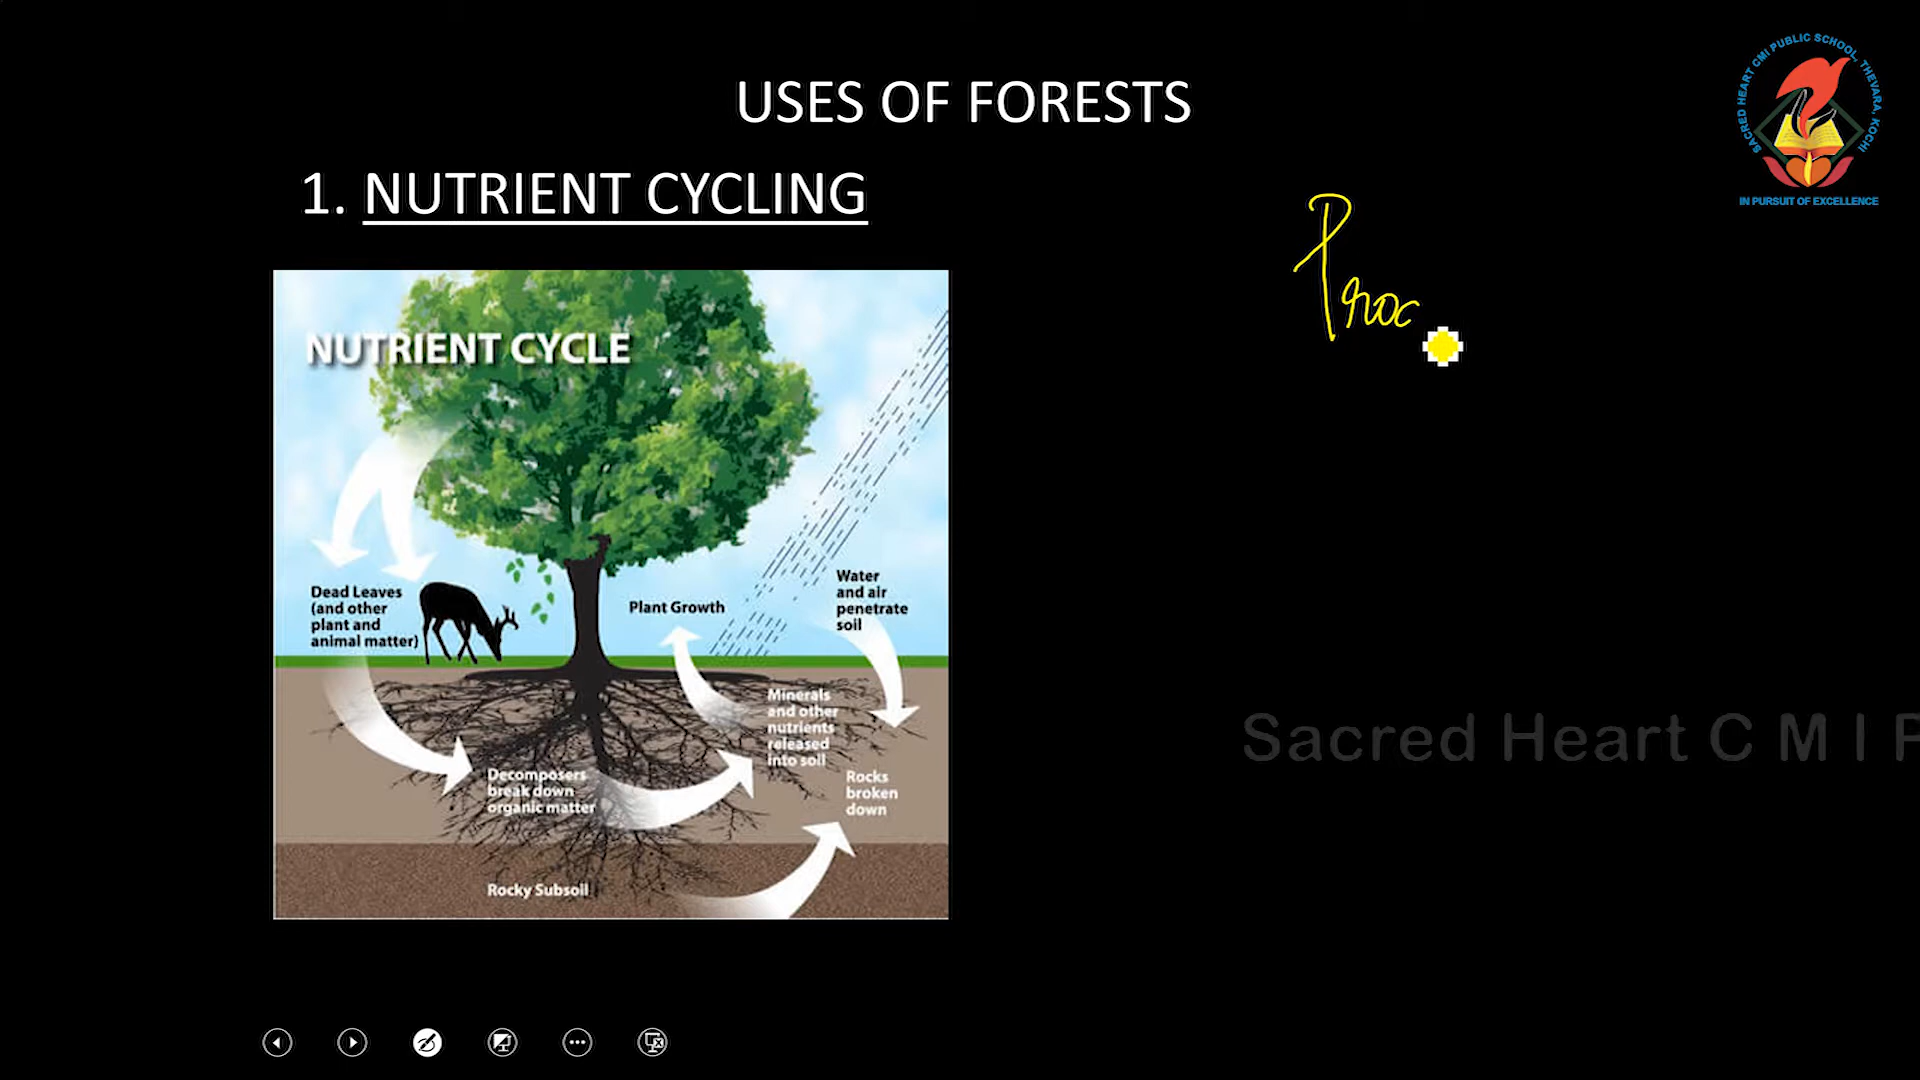 USES OF FORESTS
1. NUTRIENT CYCLING
SACRED HEART CMI PUBLIC SCHOOL, THEVARA, KOCHI
IN PURSUIT OF EXCELLENCE
Proc
NUTRIENT CYCLE
Dead Leaves
(and other
plant and
animal matter)
Plant Growth
Water
and air
penetrate
soil
Minerals
and other
nutrients
released
into soil
Decomposers
break down
organic matter
Rocks
broken
down
Rocky Subsoil
Sacred Heart C M I P